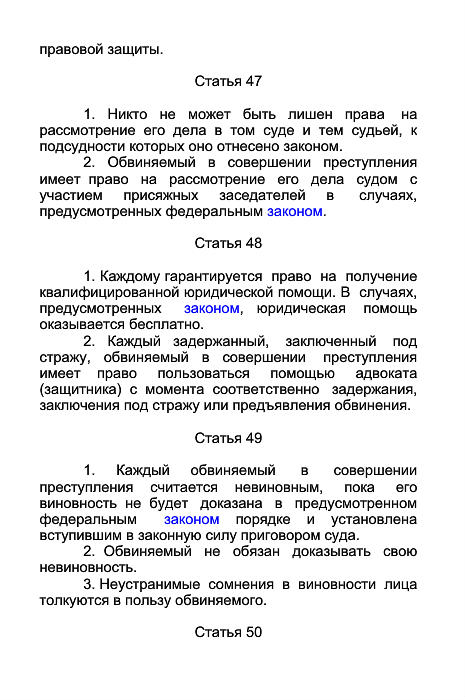 правовой защиты.
Статья 47
1. Никто не может быть лишен права на
рассмотрение его дела в том суде и тем судьей, к
подсудности которых оно отнесено законом.
2. Обвиняемый в совершении преступления
имеет право на рассмотрение его дела судом с
участием присяжных заседателей в случаях,
предусмотренных федеральным законом.
Статья 48
1. Каждому гарантируется право на получение
квалифицированной юридической помощи. В случаях,
предусмотренных законом, юридическая помощь
оказывается бесплатно.
2. Каждый задержанный, заключенный под
стражу, обвиняемый в совершении преступления
имеет право пользоваться помощью адвоката
(защитника) с момента соответственно задержания,
заключения под стражу или предъявления обвинения.
Статья 49
1. Каждый обвиняемый в совершении
преступления считается невиновным, пока его
виновность не будет доказана в предусмотренном
федеральным законом порядке и установлена
вступившим в законную силу приговором суда.
2. Обвиняемый не обязан доказывать свою
невиновность.
3. Неустранимые сомнения в виновности лица
толкуются в пользу обвиняемого.
Статья 50